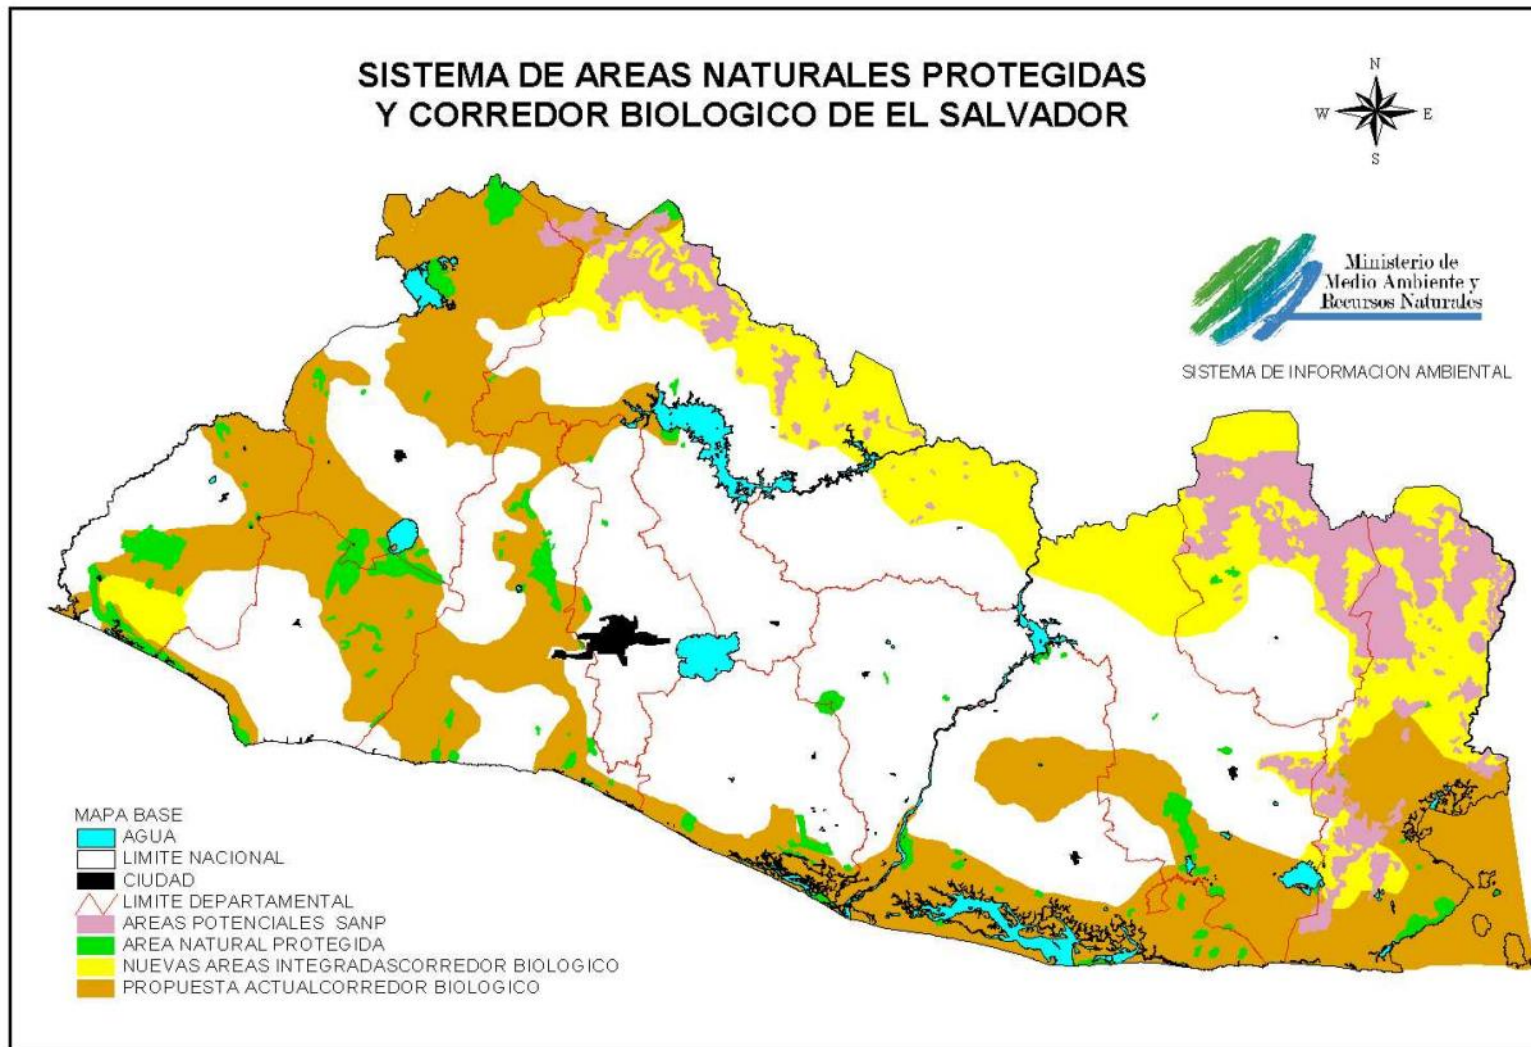 SISTEMA DE AREAS NATURALES PROTEGIDAS
Y CORREDOR BIOLOGICO DE EL SALVADOR
N
W E
S
Ministerio de
Medio Ambiente y
Recursos Naturales
SISTEMA DE INFORMACION AMBIENTAL
MAPA BASE
AGUA
LIMITE NACIONAL
CIUDAD
LIMITE DEPARTAMENTAL
AREAS POTENCIALES SANP
AREA NATURAL PROTEGIDA
NUEVAS AREAS INTEGRADASCORREDOR BIOLOGICO
PROPUESTA ACTUALCORREDOR BIOLOGICO